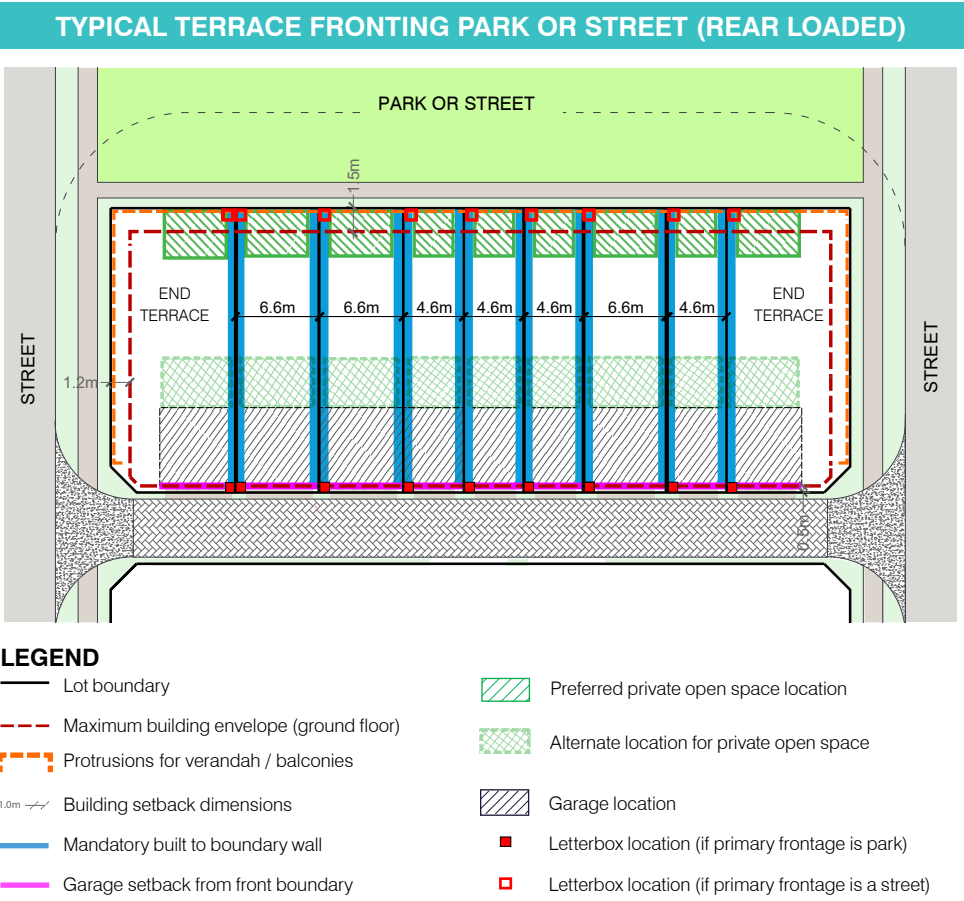 TYPICAL TERRACE FRONTING PARK OR STREET (REAR LOADED)
PARK OR STREET
1.5m
END
TERRACE
6.6m
6.6m
4.6m
4.6m
4.6m
6.6m
4.6m
END
TERRACE
STREET
STREET
1.2m
0.5m
LEGEND
Lot boundary
Maximum building envelope (ground floor)
Protrusions for verandah / balconies
1.0m
Building setback dimensions
Mandatory built to boundary wall
Garage setback from front boundary
Preferred private open space location
Alternate location for private open space
Garage location
Letterbox location (if primary frontage is park)
Letterbox location (if primary frontage is a street)